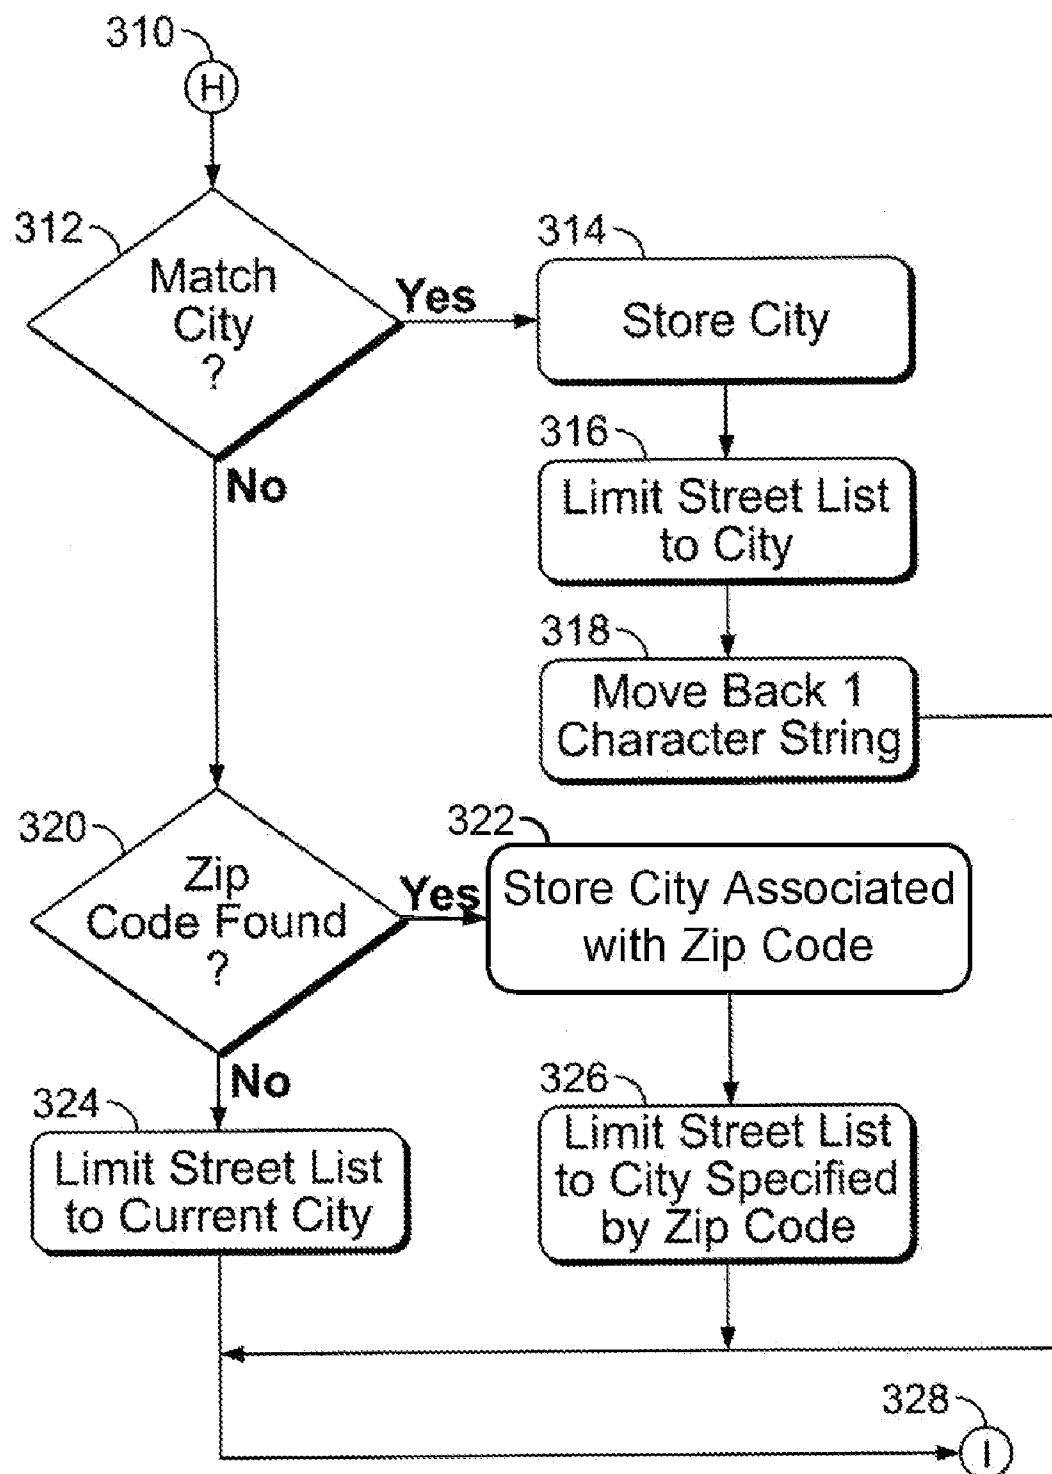 310
H
312
Match
City
?
Yes
No
314
Store City
316
Limit Street List
to City
318
Move Back 1
Character String
320
Zip
Code Found
?
Yes
No
322
Store City Associated
with Zip Code
324
Limit Street List
to Current City
326
Limit Street List
to City Specified
by Zip Code
328
I